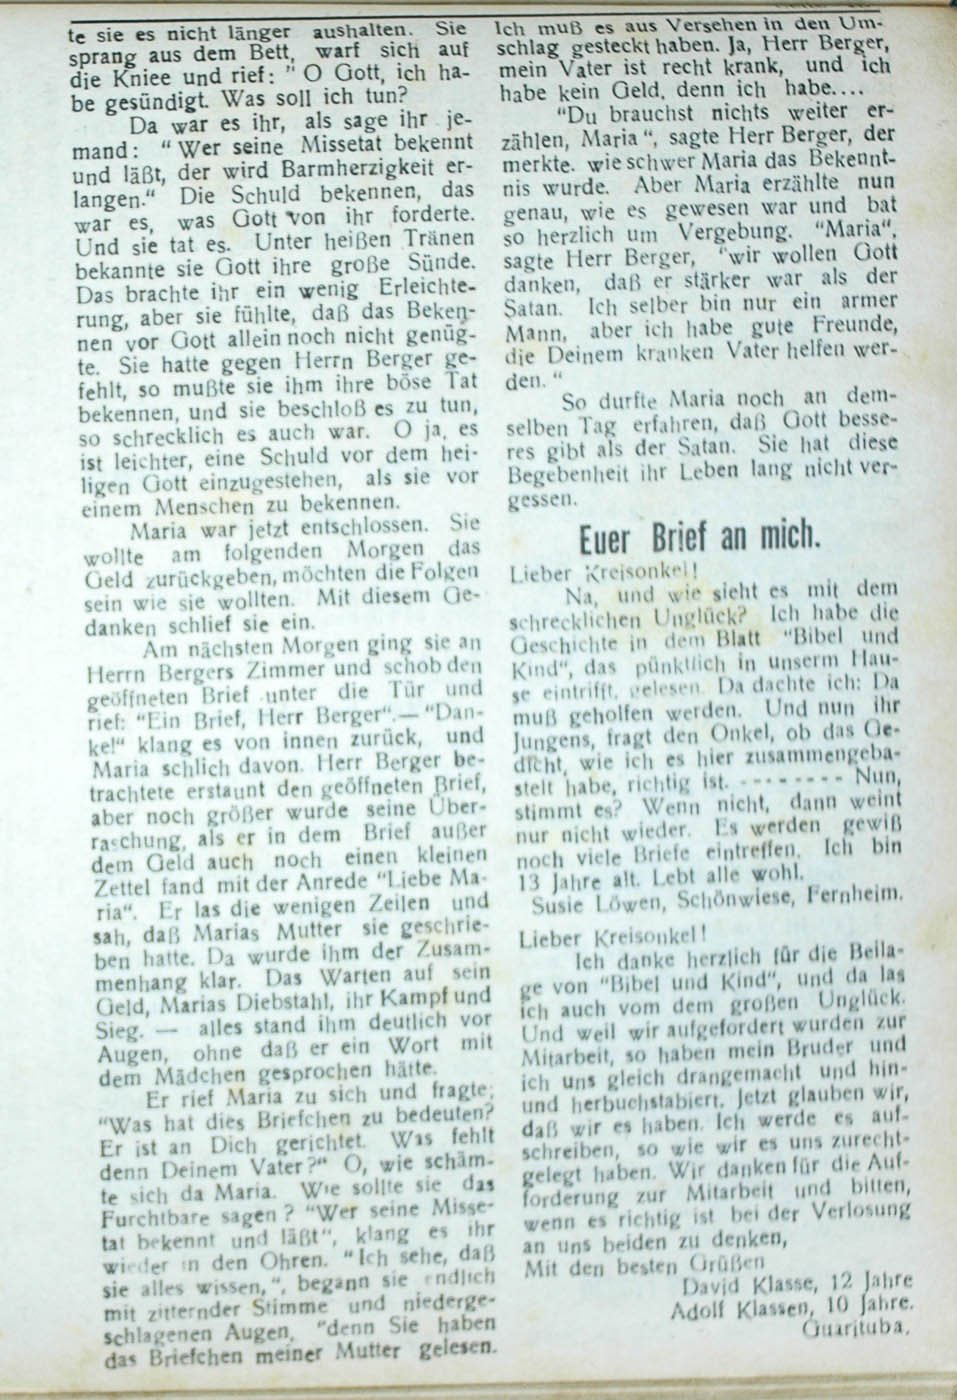 te sie es nicht länger aushalten. Sie
sprang aus dem Bett, warf sich auf
die Kniee und rief: " O Gott, ich ha-
be gesündigt. Was soll ich tun?
Da war es ihr, als sage ihr je-
mand: " Wer seine Missetat bekennt
und läßt, der wird Barmherzigkeit er-
langen." Die Schuld bekennen, das
war es, was Gott von ihr forderte.
Und sie tat es. Unter heißen Tränen
bekannte sie Gott ihre große Sünde.
Das brachte ihr ein wenig Erleichte-
rung, aber sie fühlte, daß das Beken-
nen vor Gott allein noch nicht genüg-
te. Sie hatte gegen Herrn Berger ge-
fehlt, so mußte sie ihm ihre böse Tat
bekennen, und sie beschloß es zu tun,
so schrecklich es auch war. O ja, es
ist leichter, eine Schuld vor dem hei-
ligen Gott einzugestehen, als sie vor
einem Menschen zu bekennen.
Maria war jetzt entschlossen. Sie
wollte am folgenden Morgen das
Geld zurückgeben, möchten die Folgen
sein wie sie wollten. Mit diesem Ge-
danken schlief sie ein.
Am nächsten Morgen ging sie an
Herrn Bergers Zimmer und schob den
geöffneten Brief unter die Tür und
rief: "Ein Brief, Herr Berger".— "Dan-
ke!" klang es von innen zurück, und
Maria schlich davon. Herr Berger be-
trachtete erstaunt den geöffneten Brief,
aber noch größer wurde seine Über-
raschung, als er in dem Brief außer
dem Geld auch noch einen kleinen
Zettel fand mit der Anrede "Liebe Ma-
ria". Er las die wenigen Zeilen und
sah, daß Marias Mutter sie geschrie-
ben hatte. Da wurde ihm der Zusam-
menhang klar. Das Warten auf sein
Geld, Marias Diebstahl, ihr Kampf und
Sieg. — alles stand ihm deutlich vor
Augen, ohne daß er ein Wort mit
dem Mädchen gesprochen hätte.
Er rief Maria zu sich und fragte;
"Was hat dies Briefchen zu bedeuten?
Er ist an Dich gerichtet. Was fehlt
denn Deinem Vater?" O, wie schäm-
te sich da Maria. Wie sollte sie das
Furchtbare sagen ? "Wer seine Misse-
tat bekennt und läßt", klang es ihr
wieder in den Ohren. "Ich sehe, daß
sie alles wissen,", begann sie endlich
mit zitternder Stimme und niederge-
schlagenen Augen, "denn Sie haben
das Briefchen meiner Mutter gelesen.
Ich muß es aus Versehen in den Um-
schlag gesteckt haben. Ja, Herr Berger,
mein Vater ist recht krank, und ich
habe kein Geld, denn ich habe....
"Du brauchst nichts weiter er-
zählen, Maria ", sagte Herr Berger, der
merkte. wie schwer Maria das Bekennt-
nis wurde. Aber Maria erzählte nun
genau, wie es gewesen war und bat
so herzlich um Vergebung. "Maria",
sagte Herr Berger, "wir wollen Gott
danken, daß er stärker war als der
Satan. Ich selber bin nur ein armer
Mann, aber ich habe gute Freunde,
die Deinem kranken Vater helfen wer-
den. "
So durfte Maria noch an dem-
selben Tag erfahren, daß Gott besse-
res gibt als der Satan. Sie hat diese
Begebenheit ihr Leben lang nicht ver-
gessen.
Euer Brief an mich.
Lieber Kreisonkel!
Na, und wie sieht es mit dem
schrecklichen Unglück? Ich habe die
Geschichte in dem Blatt "Bibel und
Kind", das pünktlich in unserm Hau-
se eintrifft, gelesen. Da dachte ich: Da
muß geholfen werden. Und nun ihr
Jungens, fragt den Onkel, ob das Ge-
dicht, wie ich es hier zusammengeba-
stelt habe, richtig ist. -------- Nun,
stimmt es? Wenn nicht, dann weint
nur nicht wieder. Es werden gewiß
noch viele Briefe eintreffen. Ich bin
13 Jahre alt. Lebt alle wohl.
Susie Löwen, Schönwiese, Fernheim.
Lieber Kreisonkel!
Ich danke herzlich für die Beila-
ge von "Bibel und Kind", und da las
ich auch vom dem großen Unglück.
Und weil wir aufgefordert wurden zur
Mitarbeit, so haben mein Bruder und
ich uns gleich drangemacht und hin-
und herbuchstabiert. Jetzt glauben wir,
daß wir es haben. Ich werde es auf-
schreiben, so wie wir es uns zurecht-
gelegt haben. Wir danken für die Auf-
forderung zur Mitarbeit und bitten,
wenn es richtig ist bei der Verlosung
an uns beiden zu denken,
Mit den besten Grüßen
David Klasse, 12 Jahre
Adolf Klassen, 10 Jahre.
Guarituba.